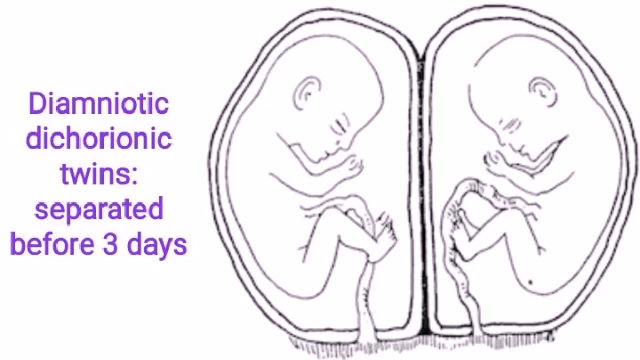 Diamniotic
dichorionic
twins:
separated
before 3 days